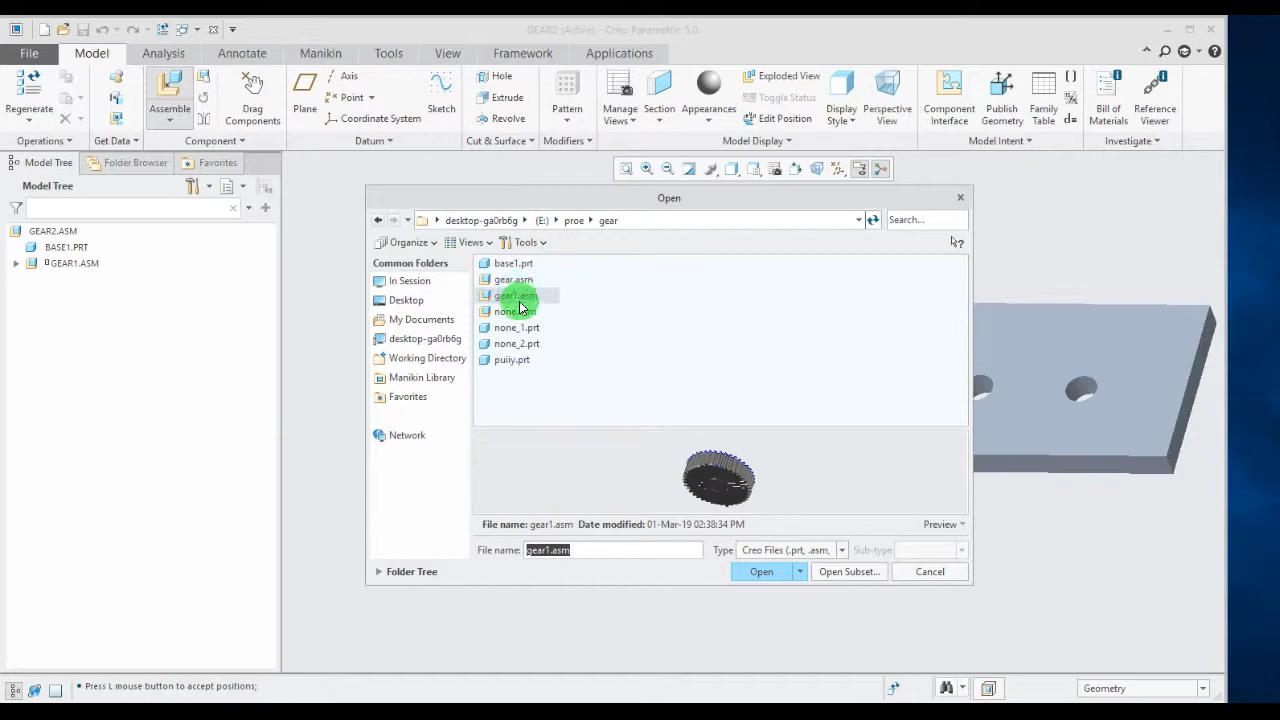 GEAR2 (Active) - Creo Parametric 5.0
File Model Analysis Annotate Manikin Tools View Framework Applications
Regenerate
Assemble
Drag Components
Plane
Axis
Point
Coordinate System
Sketch
Hole
Extrude
Revolve
Pattern
Manage Views
Section
Appearances
Exploded View
Toggle Status
Edit Position
Display Style
Perspective View
Component Interface
Publish Geometry
Family Table
Bill of Materials
Reference Viewer
Operations Get Data Component Datum Cut & Surface Modifiers Model Display Model Intent Investigate
Model Tree Folder Browser Favorites
Model Tree
GEAR2.ASM
BASE1.PRT
GEAR1.ASM
Open
desktop-ga0rb6g (E:) proe gear
Search...
Organize Views Tools
Common Folders
In Session
Desktop
My Documents
desktop-ga0rb6g
Working Directory
Manikin Library
Favorites
Network
base1.prt
gear.asm
gear1.asm
none_1.prt
none_2.prt
puiiy.prt
File name: gear1.asm Date modified: 01-Mar-19 02:38:34 PM
Preview
File name: gear1.asm Type Creo Files (.prt, .asm, Sub-type
Folder Tree
Open Open Subset... Cancel
Press L mouse button to accept positions;
Geometry